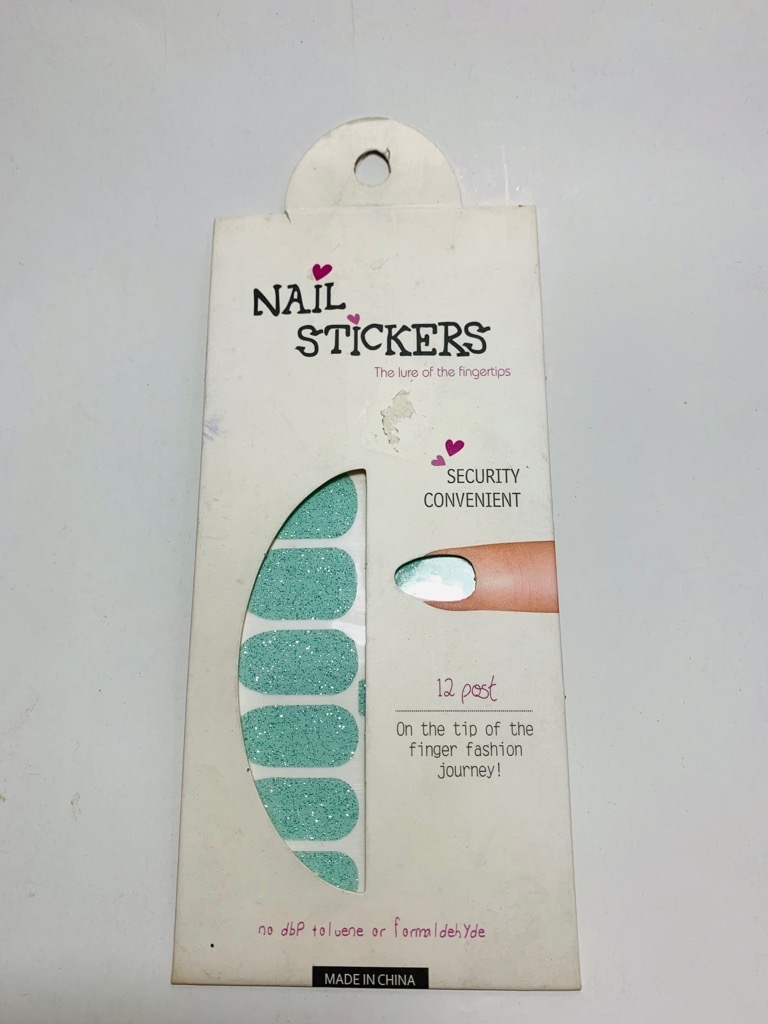 NAIL
STICKERS
The lure of the fingertips
SECURITY
CONVENIENT
12 post
On the tip of the
finger fashion
journey!
no dbP toluene or formaldehyde
MADE IN CHINA